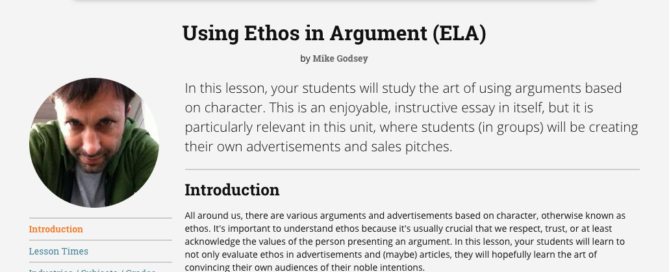 Using Ethos in Argument (ELA)
by Mike Godsey
In this lesson, your students will study the art of using arguments based
on character. This is an enjoyable, instructive essay in itself, but it is
particularly relevant in this unit, where students (in groups) will be creating
their own advertisements and sales pitches.
Introduction
All around us, there are various arguments and advertisements based on character, otherwise known as
ethos. It's important to understand ethos because it's usually crucial that we respect, trust, or at least
acknowledge the values of the person presenting an argument. In this lesson, your students will learn to
not only evaluate ethos in advertisements and (maybe) articles, they will hopefully learn the art of
convincing their own audiences of their noble intentions.
Introduction
Lesson Times
Industries / Subjects / Grades